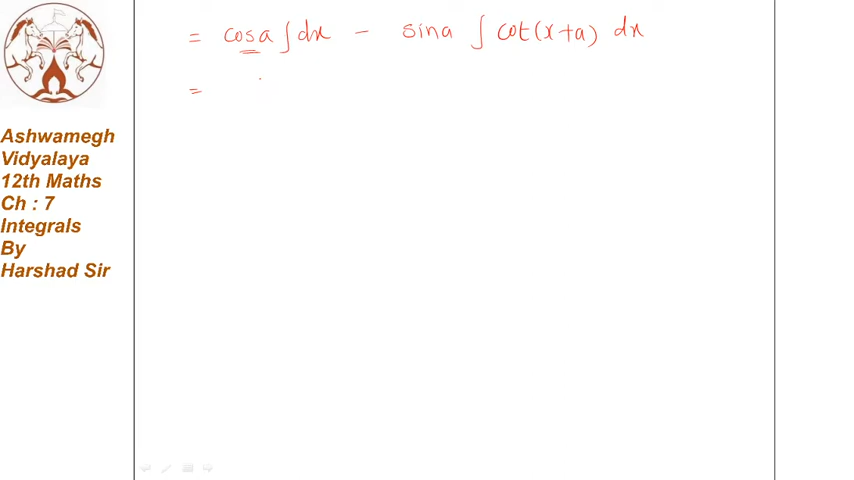 = cosa ∫ dx - sina ∫ cot(x+a) dx
=
Ashwamegh
Vidyalaya
12th Maths
Ch : 7
Integrals
By
Harshad Sir